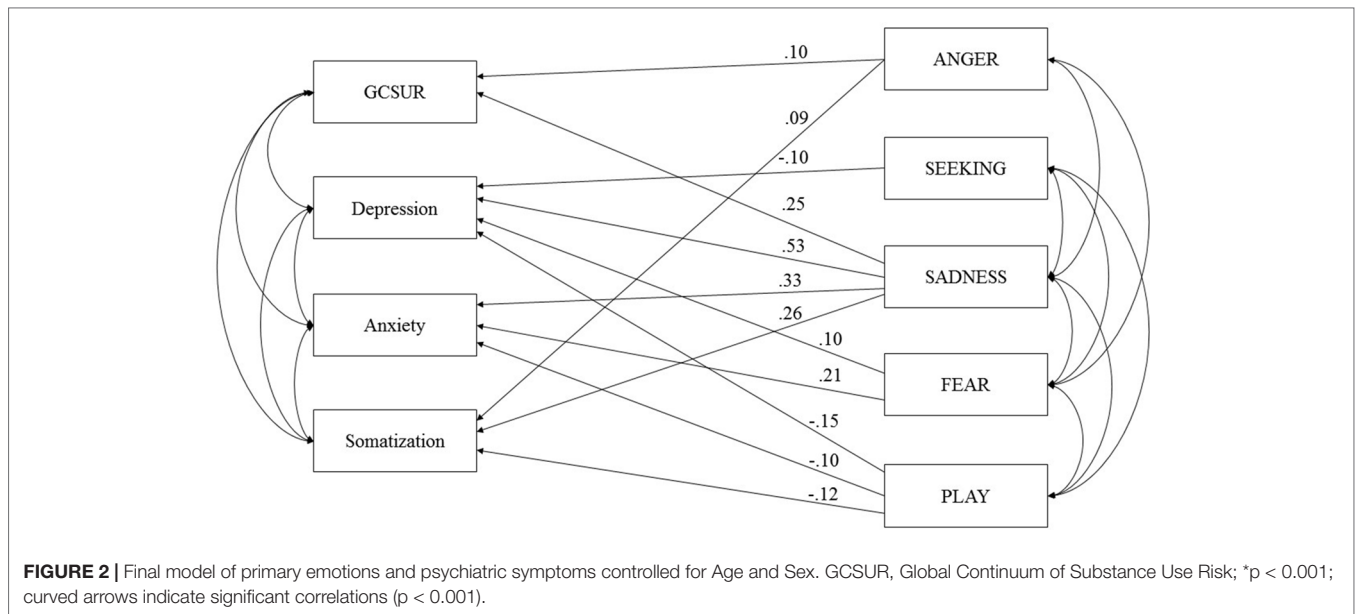 GCSUR
Depression
Anxiety
Somatization
.10
.09
-.10
.25
.53
.33
.26
.10
.21
-.15
-.10
-.12
ANGER
SEEKING
SADNESS
FEAR
PLAY
FIGURE 2 | Final model of primary emotions and psychiatric symptoms controlled for Age and Sex. GCSUR, Global Continuum of Substance Use Risk; *p < 0.001;
curved arrows indicate significant correlations (p < 0.001).